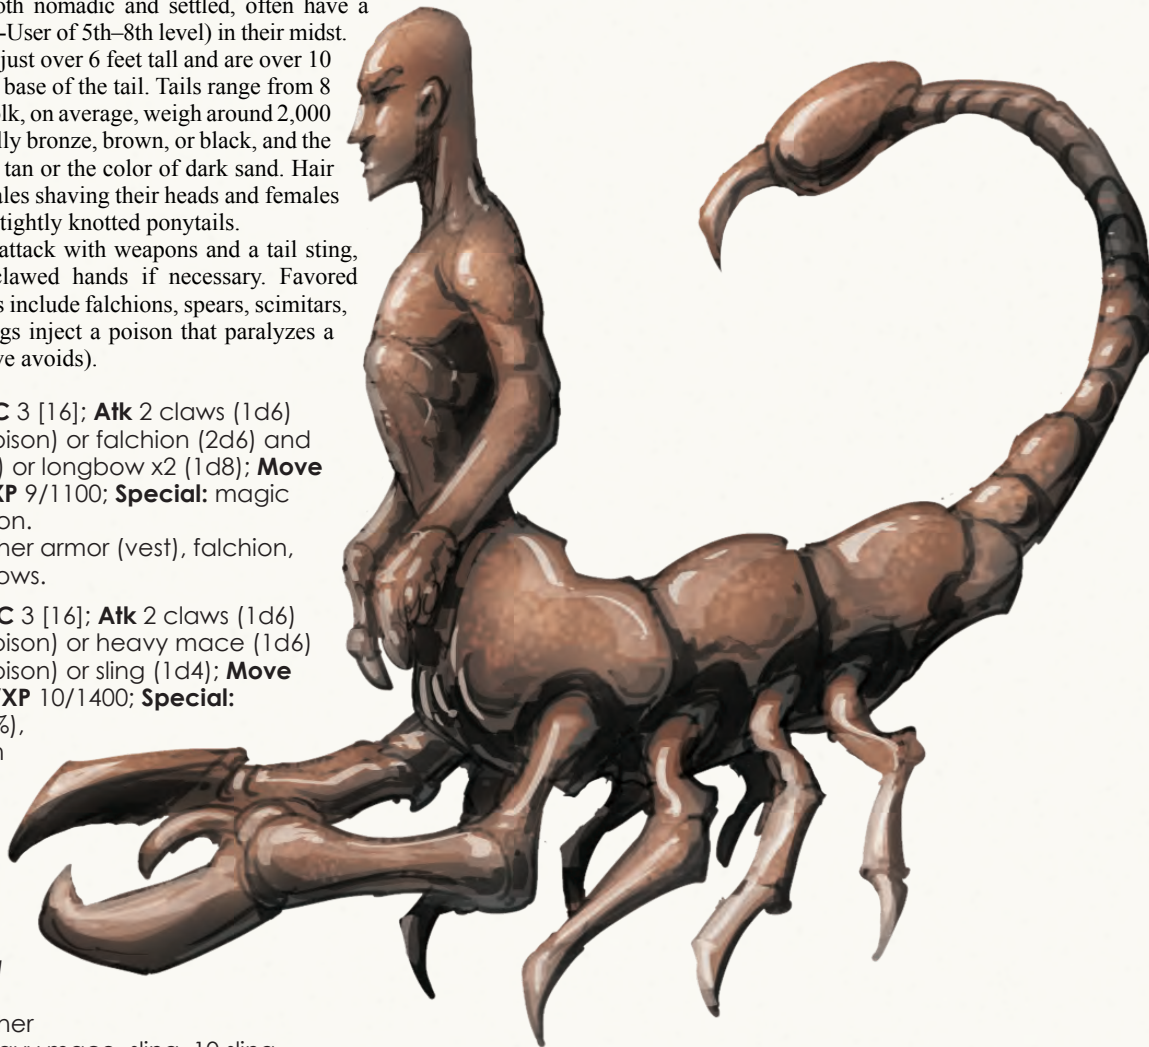 oth nomadic and settled, often have a
-User of 5th–8th level) in their midst.
just over 6 feet tall and are over 10
base of the tail. Tails range from 8
olk, on average, weigh around 2,000
lly bronze, brown, or black, and the
tan or the color of dark sand. Hair
ales shaving their heads and females
tightly knotted ponytails.
attack with weapons and a tail sting,
clawed hands if necessary. Favored
s include falchions, spears, scimitars,
gs inject a poison that paralyzes a
ve avoids).
C 3 [16]; Atk 2 claws (1d6)
oison) or falchion (2d6) and
) or longbow x2 (1d8); Move
XP 9/1100; Special: magic
on.
her armor (vest), falchion,
ows.
C 3 [16]; Atk 2 claws (1d6)
oison) or heavy mace (1d6)
oison) or sling (1d4); Move
/XP 10/1400; Special:
%),
her